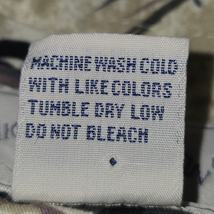 MACHINE WASH COLD
WITH LIKE COLORS
TUMBLE DRY LOW
DO NOT BLEACH